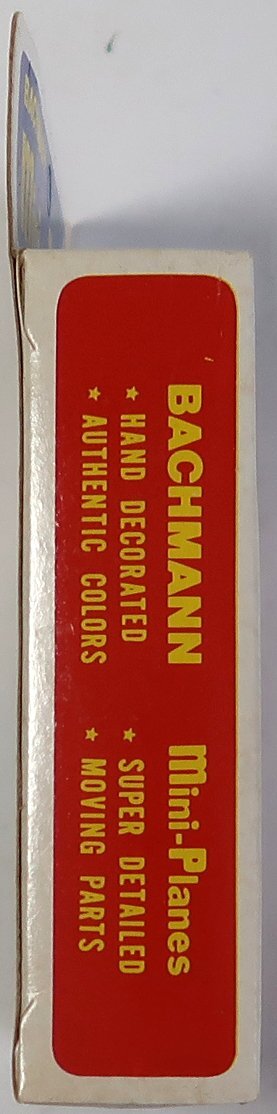 BACHMANN Mini-Planes
★ HAND DECORATED ★ SUPER DETAILED
★ AUTHENTIC COLORS ★ MOVING PARTS